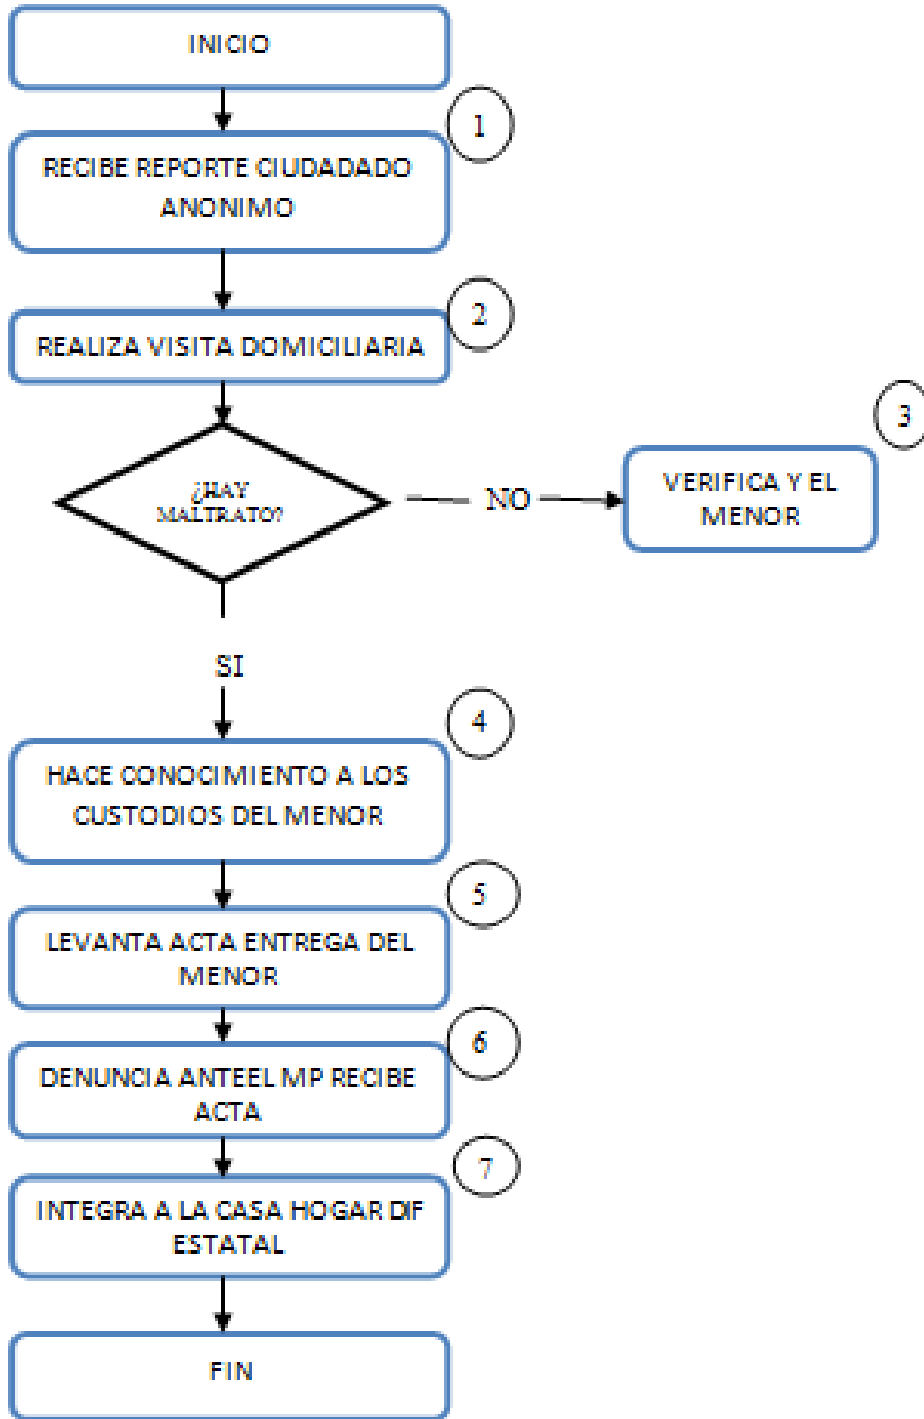 INICIO
1
RECIBE REPORTE CIUDADADO
ANONIMO
2
REALIZA VISITA DOMICILIARIA
¿HAY
MALTRATO?
NO
3
VERIFICA Y EL
MENOR
SI
4
HACE CONOCIMIENTO A LOS
CUSTODIOS DEL MENOR
5
LEVANTA ACTA ENTREGA DEL
MENOR
6
DENUNCIA ANTEEL MP RECIBE
ACTA
7
INTEGRA A LA CASA HOGAR DIF
ESTATAL
FIN